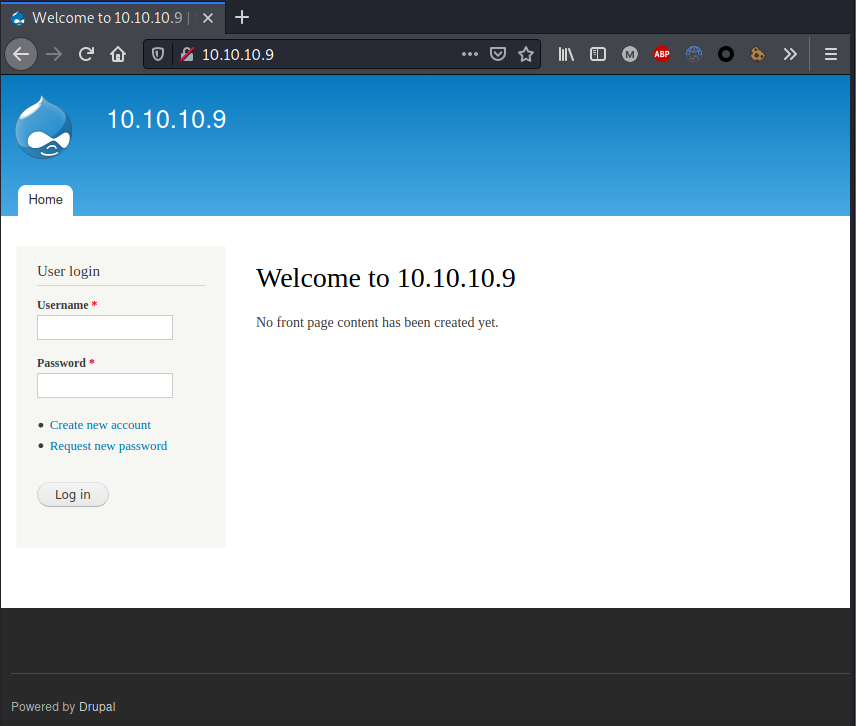 Welcome to 10.10.10.9 |
10.10.10.9
M
ABP
10.10.10.9
Home
User login
Username *
Password *
Create new account
Request new password
Log in
Welcome to 10.10.10.9
No front page content has been created yet.
Powered by Drupal